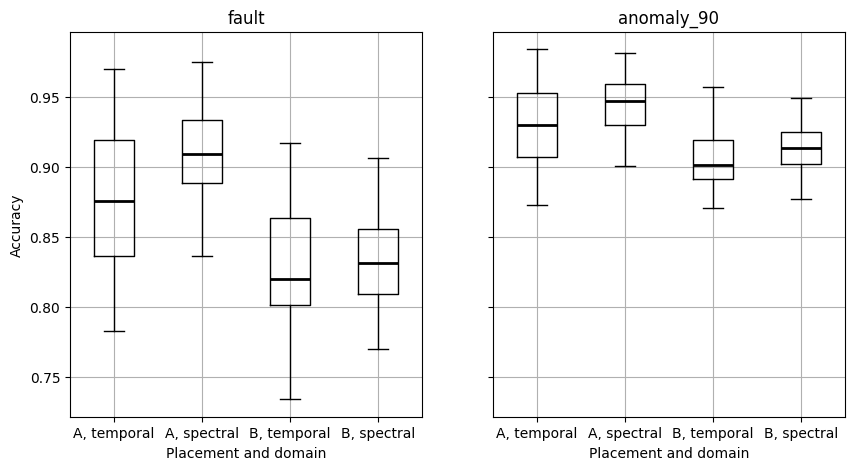 fault
anomaly_90
Accuracy
0.95
0.90
0.85
0.80
0.75
A, temporal A, spectral B, temporal B, spectral
Placement and domain
A, temporal A, spectral B, temporal B, spectral
Placement and domain